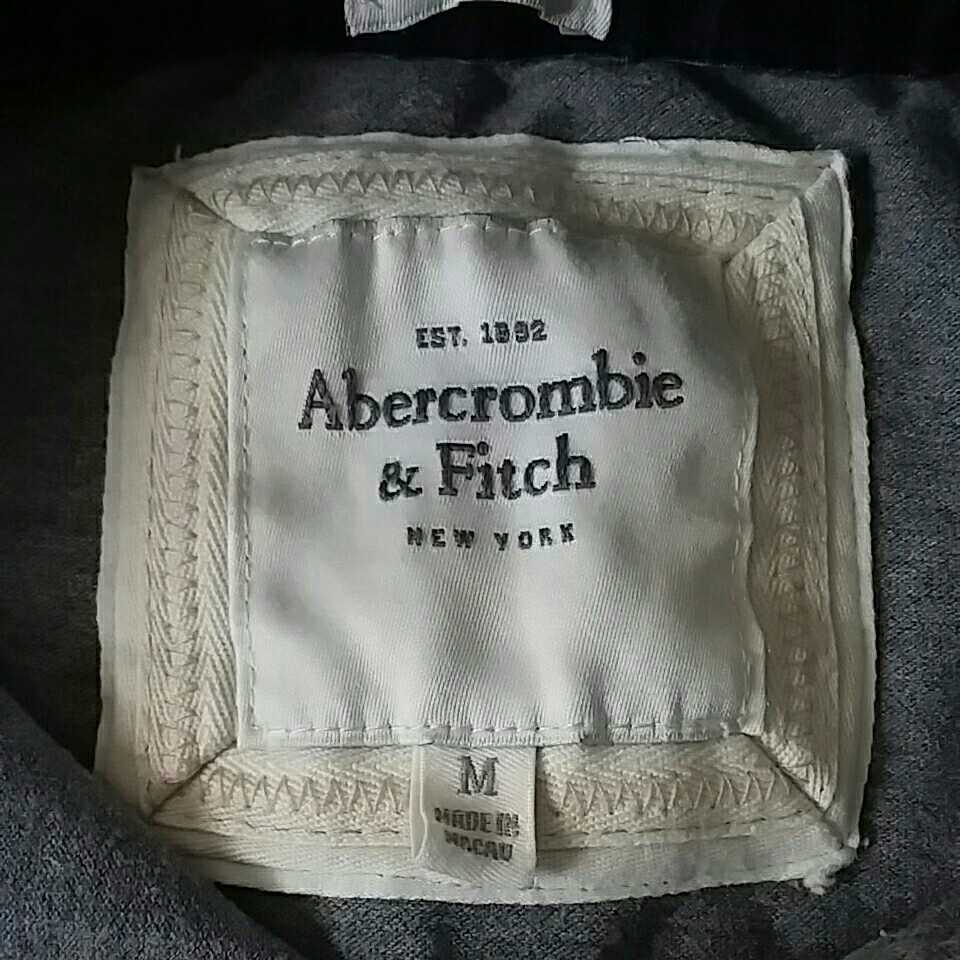 EST. 1892
Abercrombie
& Fitch
NEW YORK
M
MADE IN
MACAU